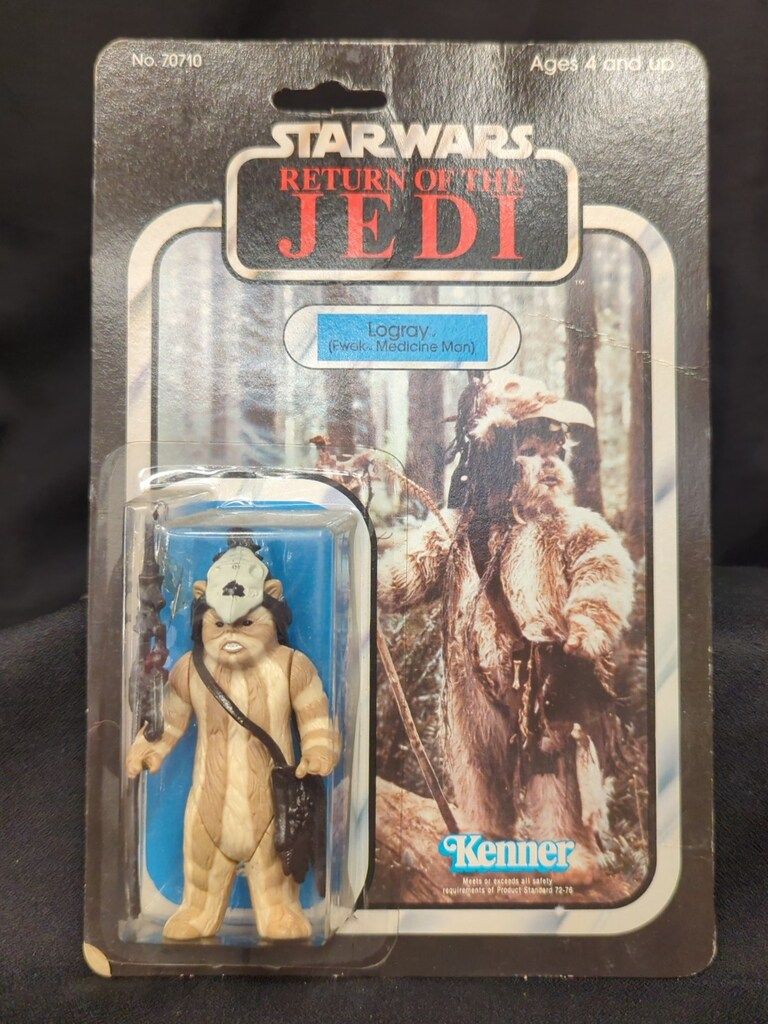 No. 70710
Ages 4 and up
STAR WARS
RETURN OF THE
JEDI
TM
Logray
(Ewok Medicine Man)
Kenner
Meets or exceeds all safety
requirements of Product Standard 72-76